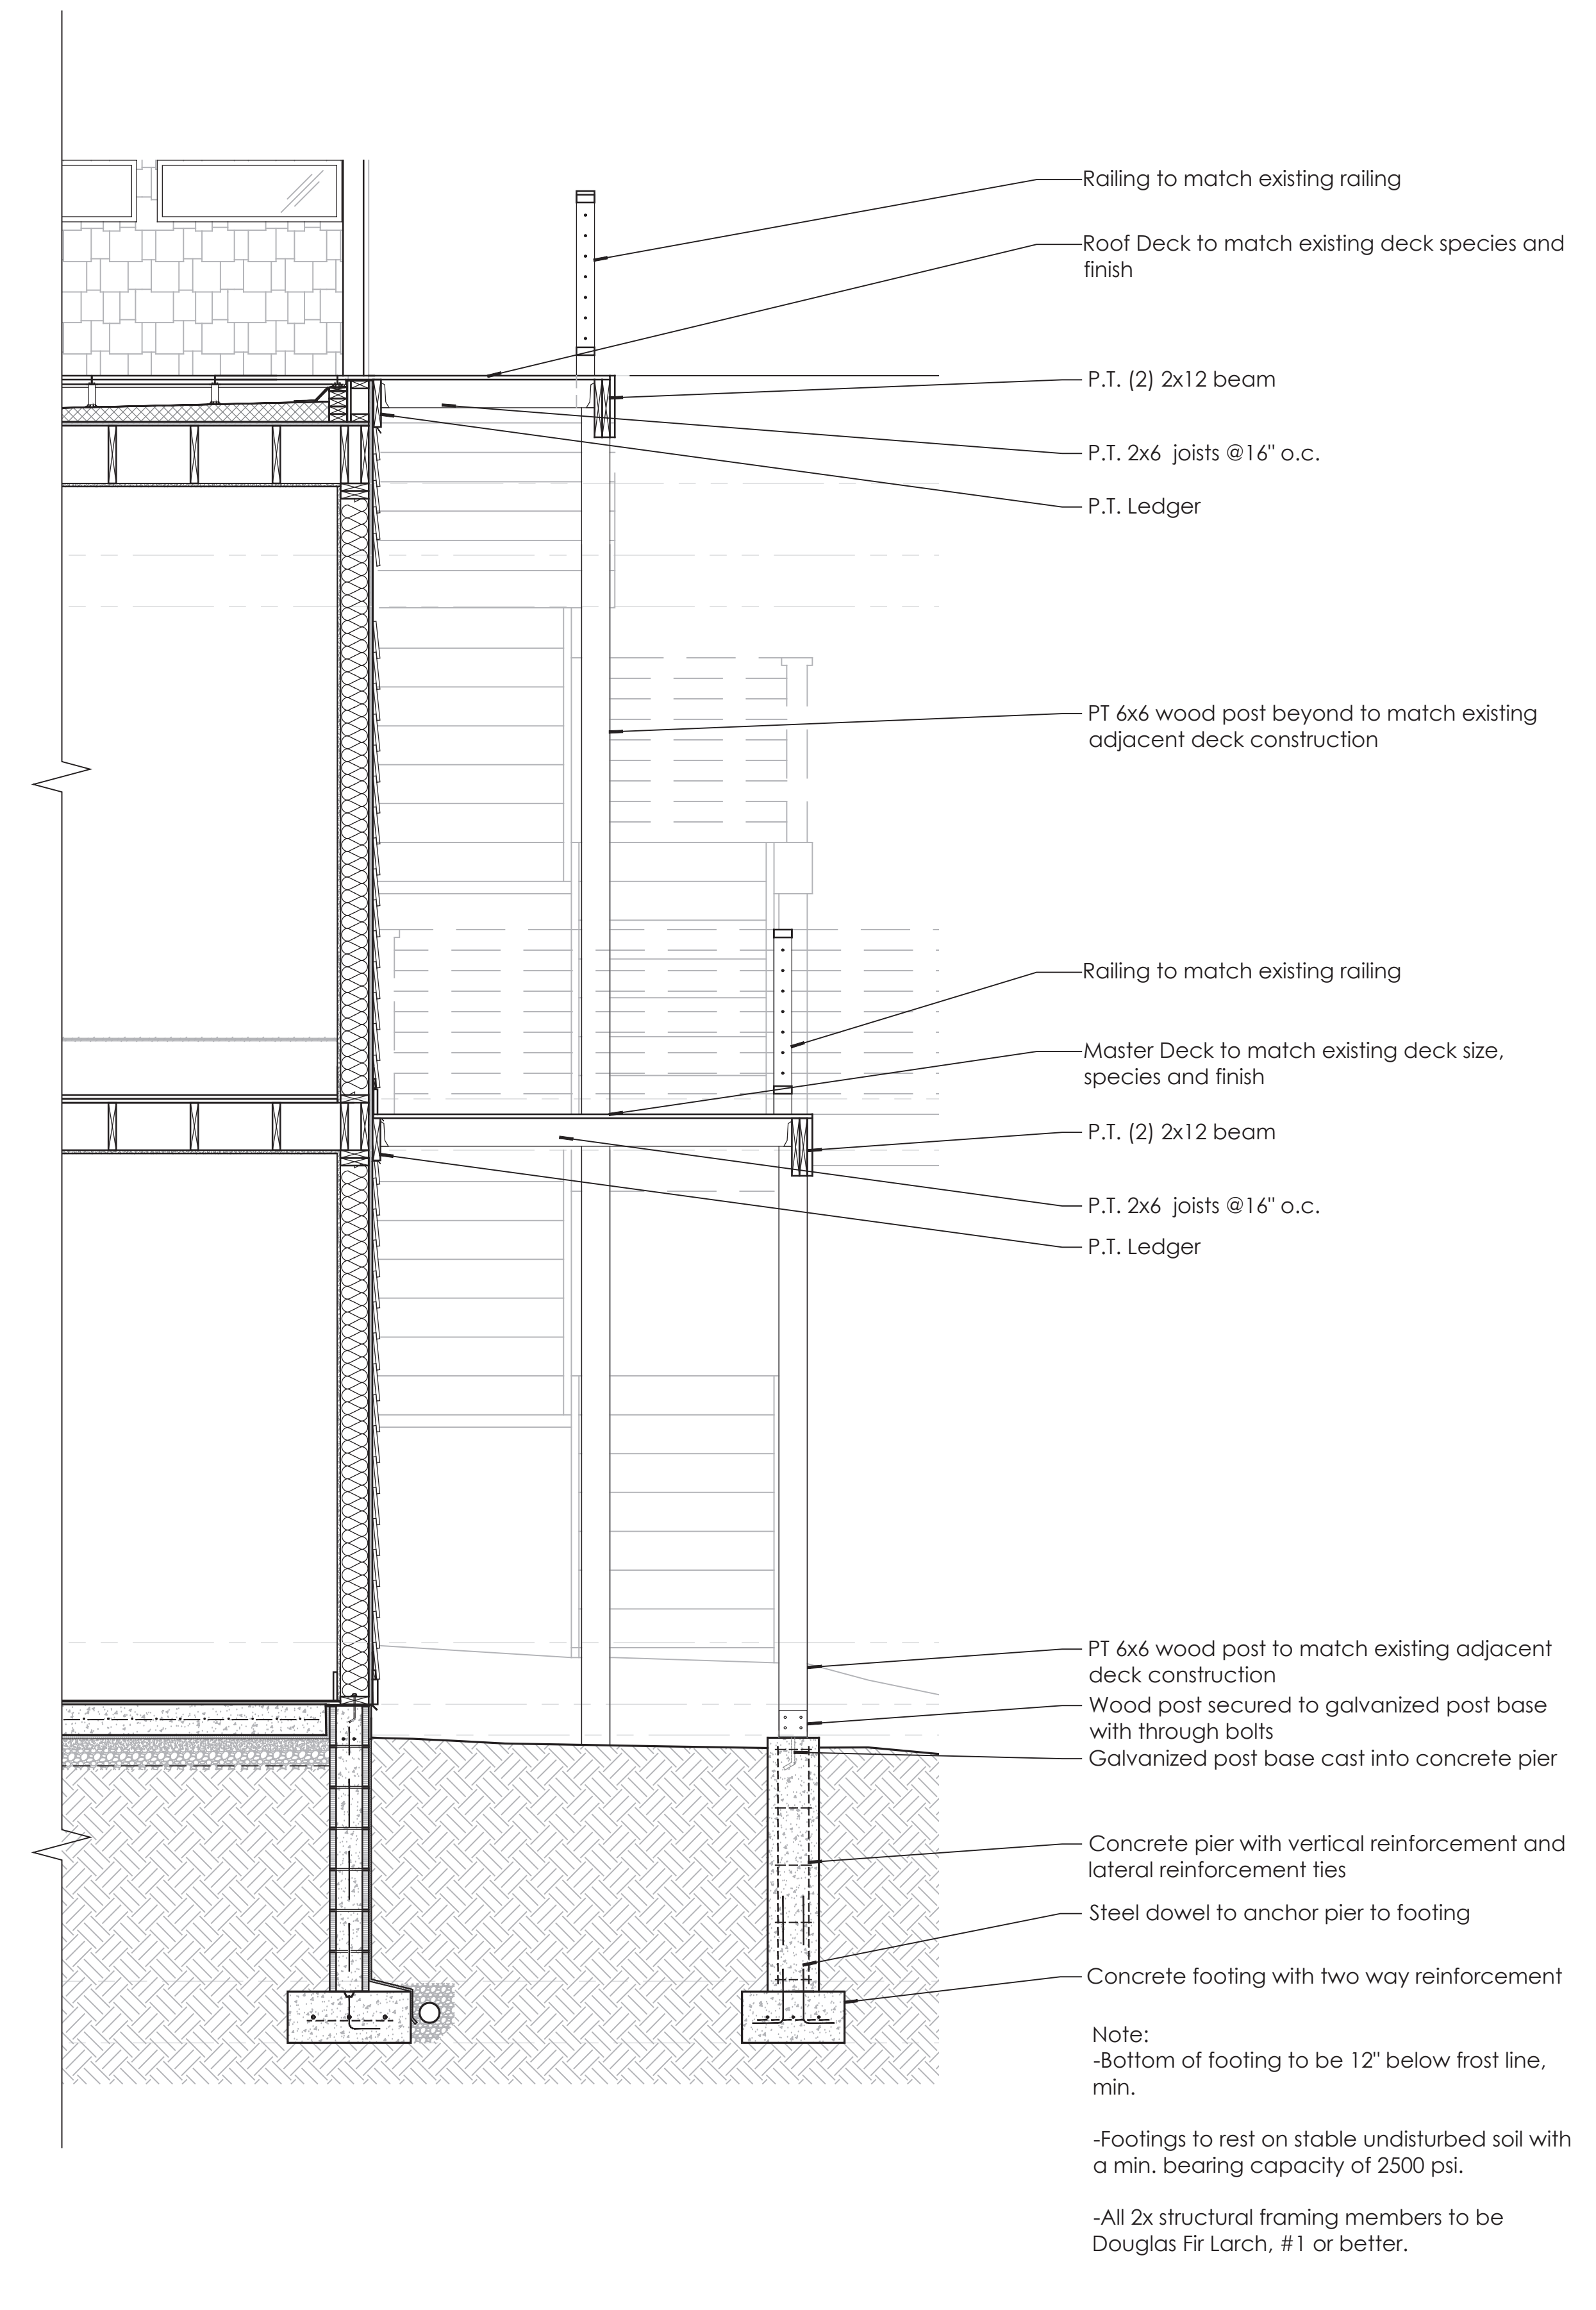 Railing to match existing railing
Roof Deck to match existing deck species and
finish
P.T. (2) 2x12 beam
P.T. 2x6  joists @16" o.c.
P.T. Ledger
PT 6x6 wood post beyond to match existing
adjacent deck construction
Railing to match existing railing
Master Deck to match existing deck size,
species and finish
P.T. (2) 2x12 beam
P.T. 2x6  joists @16" o.c.
P.T. Ledger
PT 6x6 wood post to match existing adjacent
deck construction
Wood post secured to galvanized post base
with through bolts
Galvanized post base cast into concrete pier
Concrete pier with vertical reinforcement and
lateral reinforcement ties
Steel dowel to anchor pier to footing
Concrete footing with two way reinforcement
Note:
-Bottom of footing to be 12" below frost line,
min.
-Footings to rest on stable undisturbed soil with
a min. bearing capacity of 2500 psi.
-All 2x structural framing members to be
Douglas Fir Larch, #1 or better.